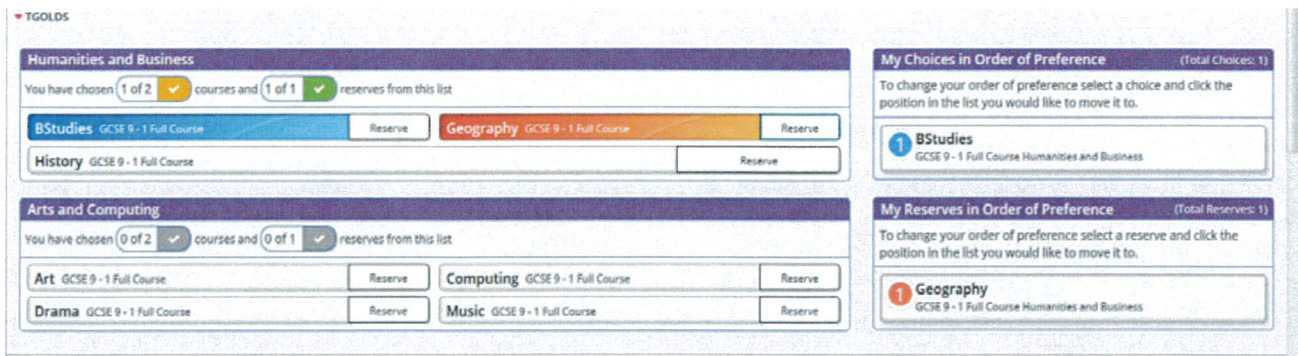 TGOLDS
Humanities and Business
You have chosen 1 of 2 courses and 1 of 1 reserves from this list
BStudies GCSE 9 - 1 Full Course Reserve
Geography GCSE 9 - 1 Full Course Reserve
History GCSE 9 - 1 Full Course Reserve
Arts and Computing
You have chosen 0 of 2 courses and 0 of 1 reserves from this list
Art GCSE 9 - 1 Full Course Reserve
Computing GCSE 9 - 1 Full Course Reserve
Drama GCSE 9 - 1 Full Course Reserve
Music GCSE 9 - 1 Full Course Reserve
My Choices in Order of Preference (Total Choices: 1)
To change your order of preference select a choice and click the
position in the list you would like to move it to.
1 BStudies
GCSE 9 - 1 Full Course Humanities and Business
My Reserves in Order of Preference (Total Reserves: 1)
To change your order of preference select a reserve and click the
position in the list you would like to move it to.
1 Geography
GCSE 9 - 1 Full Course Humanities and Business